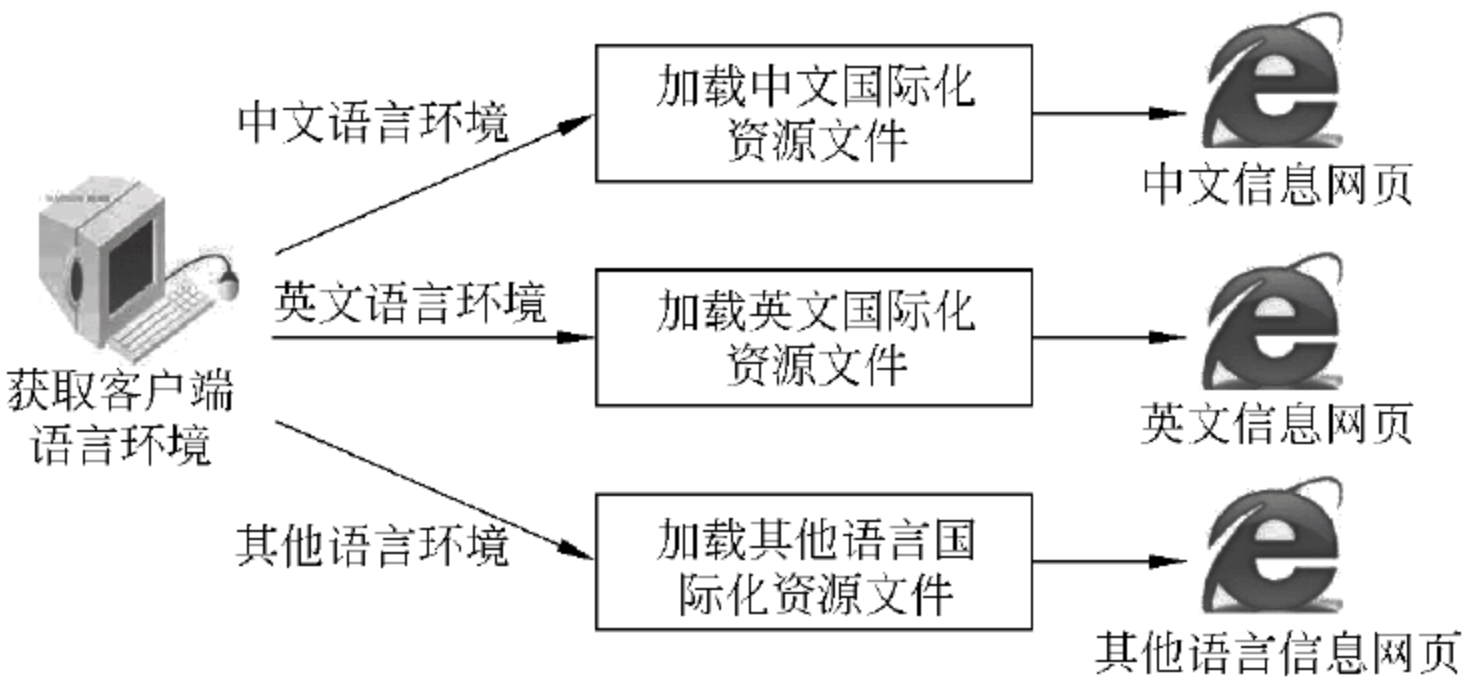 中文语言环境
加载中文国际化
资源文件
中文信息网页
获取客户端
语言环境
英文语言环境
加载英文国际化
资源文件
英文信息网页
其他语言环境
加载其他语言国
际化资源文件
其他语言信息网页